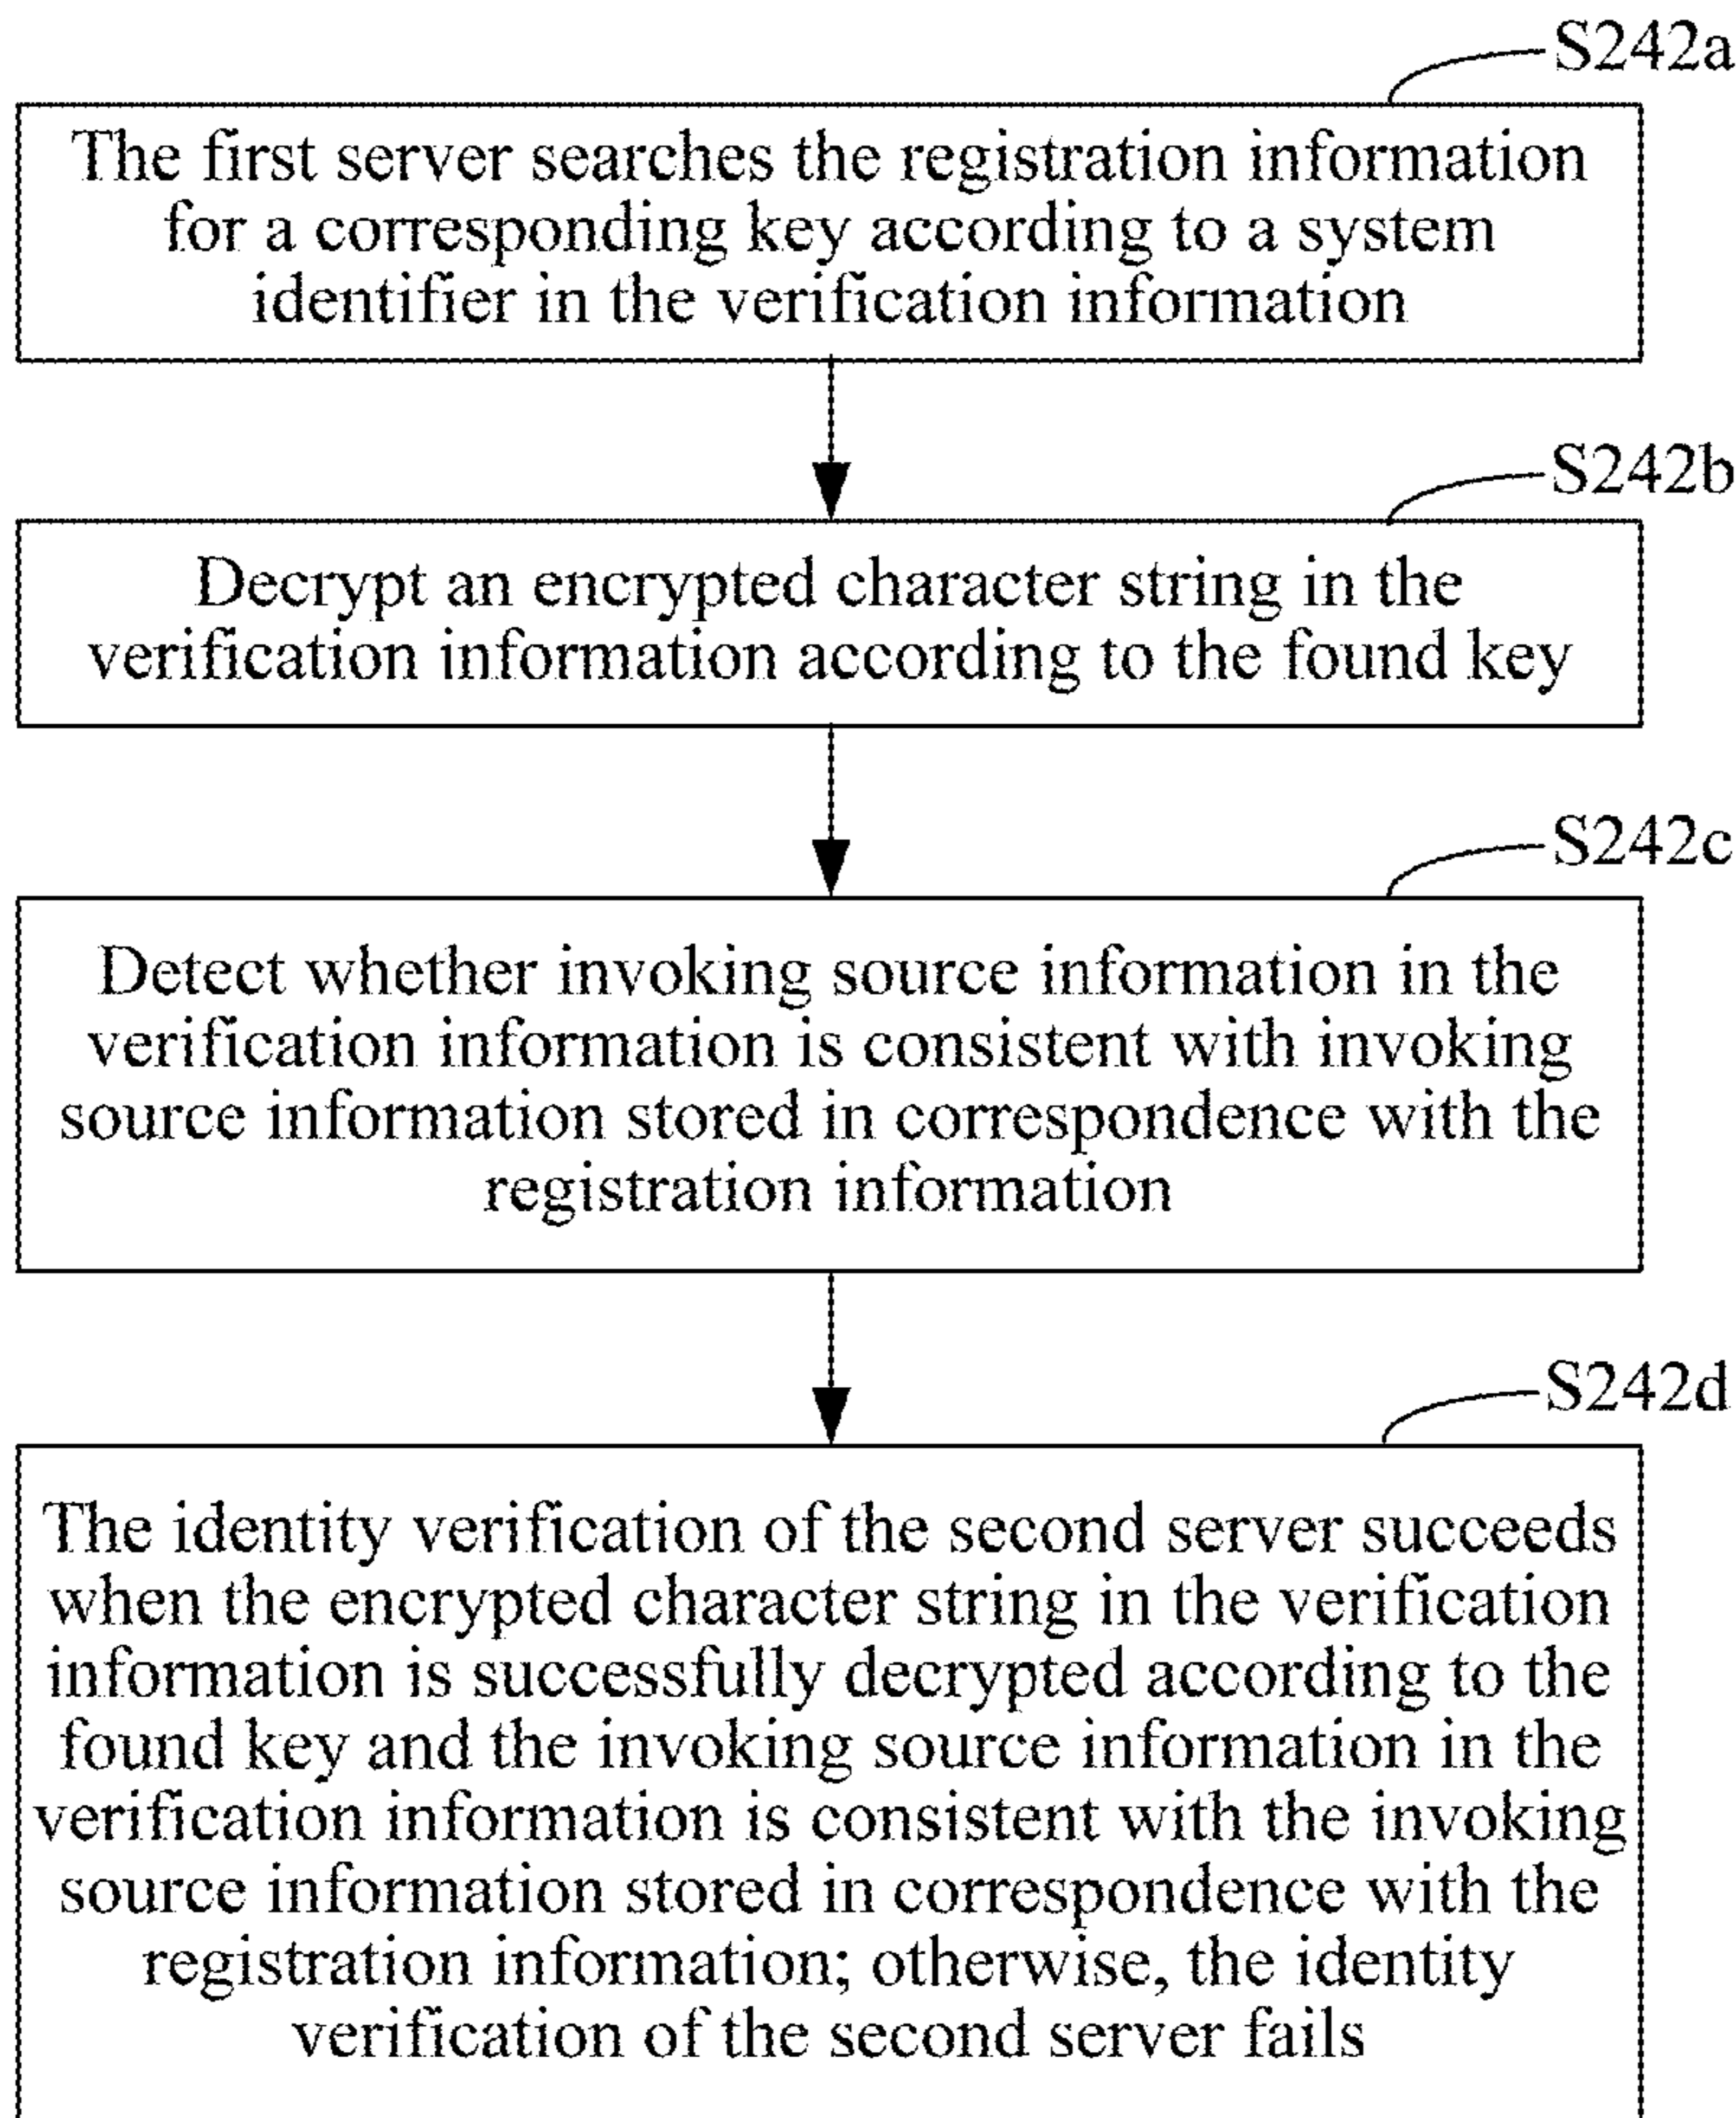 S242a
The first server searches the registration information
for a corresponding key according to a system
identifier in the verification information
S242b
Decrypt an encrypted character string in the
verification information according to the found key
S242c
Detect whether invoking source information in the
verification information is consistent with invoking
source information stored in correspondence with the
registration information
S242d
The identity verification of the second server succeeds
when the encrypted character string in the verification
information is successfully decrypted according to the
found key and the invoking source information in the
verification information is consistent with the invoking
source information stored in correspondence with the
registration information; otherwise, the identity
verification of the second server fails